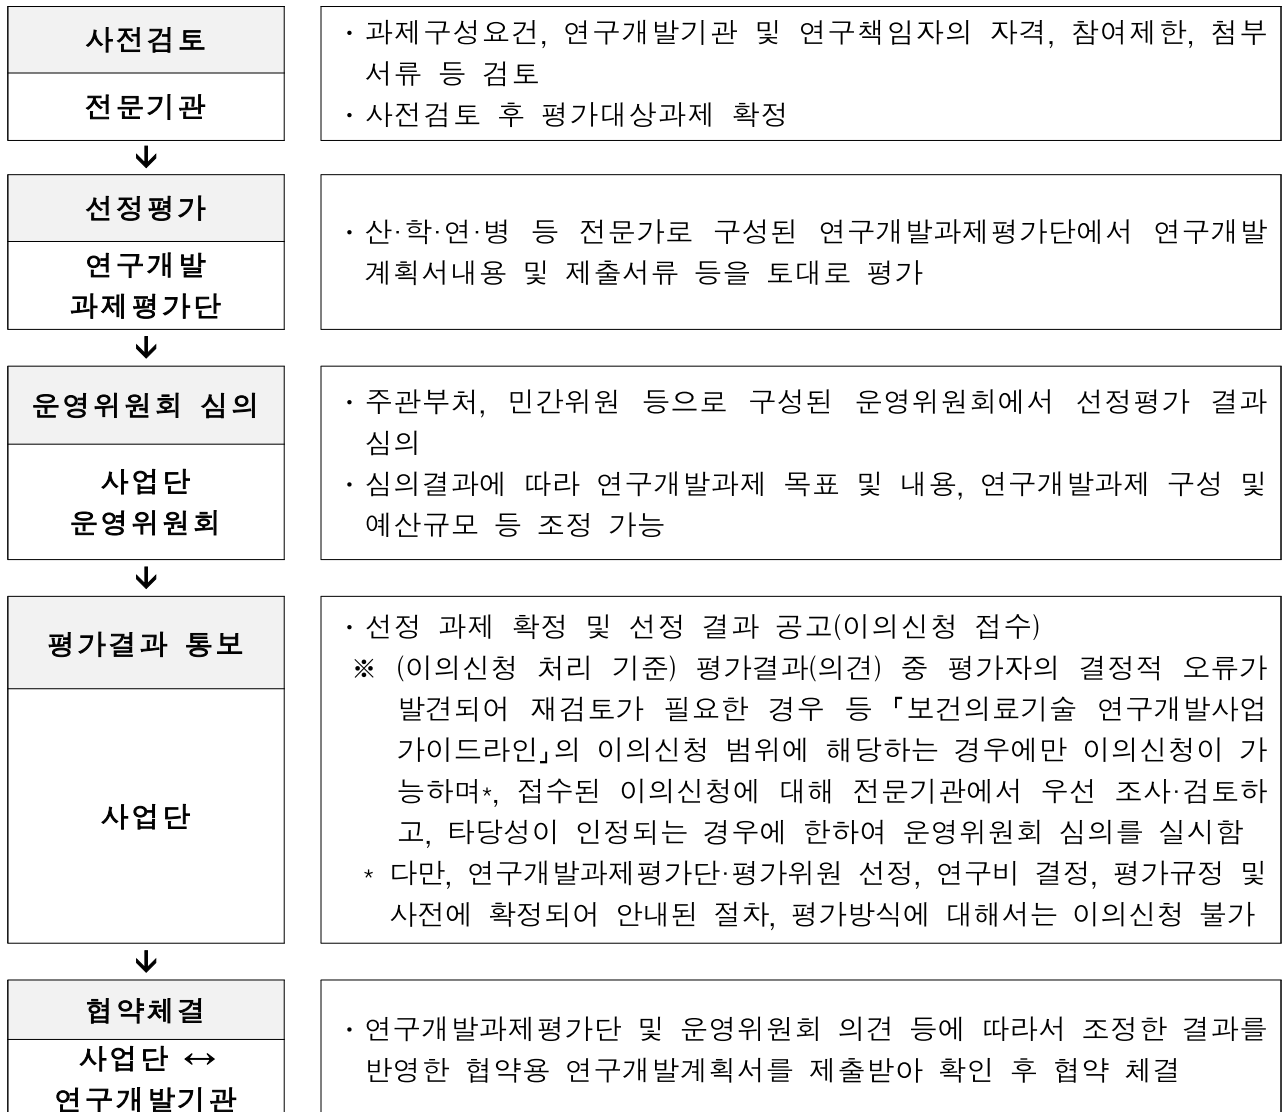 사전검토
전문기관
· 과제구성요건, 연구개발기관 및 연구책임자의 자격, 참여제한, 첨부
서류 등 검토
· 사전검토 후 평가대상과제 확정
↓
선정평가
연구개발
과제평가단
· 산·학·연·병 등 전문가로 구성된 연구개발과제평가단에서 연구개발
계획서내용 및 제출서류 등을 토대로 평가
↓
운영위원회 심의
사업단
운영위원회
· 주관부처, 민간위원 등으로 구성된 운영위원회에서 선정평가 결과
심의
· 심의결과에 따라 연구개발과제 목표 및 내용, 연구개발과제 구성 및
예산규모 등 조정 가능
↓
평가결과 통보
사업단
· 선정 과제 확정 및 선정 결과 공고(이의신청 접수)
※ (이의신청 처리 기준) 평가결과(의견) 중 평가자의 결정적 오류가
발견되어 재검토가 필요한 경우 등 「보건의료기술 연구개발사업
가이드라인」의 이의신청 범위에 해당하는 경우에만 이의신청이 가
능하며*, 접수된 이의신청에 대해 전문기관에서 우선 조사·검토하
고, 타당성이 인정되는 경우에 한하여 운영위원회 심의를 실시함
* 다만, 연구개발과제평가단·평가위원 선정, 연구비 결정, 평가규정 및
사전에 확정되어 안내된 절차, 평가방식에 대해서는 이의신청 불가
↓
협약체결
사업단 ↔
연구개발기관
· 연구개발과제평가단 및 운영위원회 의견 등에 따라서 조정한 결과를
반영한 협약용 연구개발계획서를 제출받아 확인 후 협약 체결